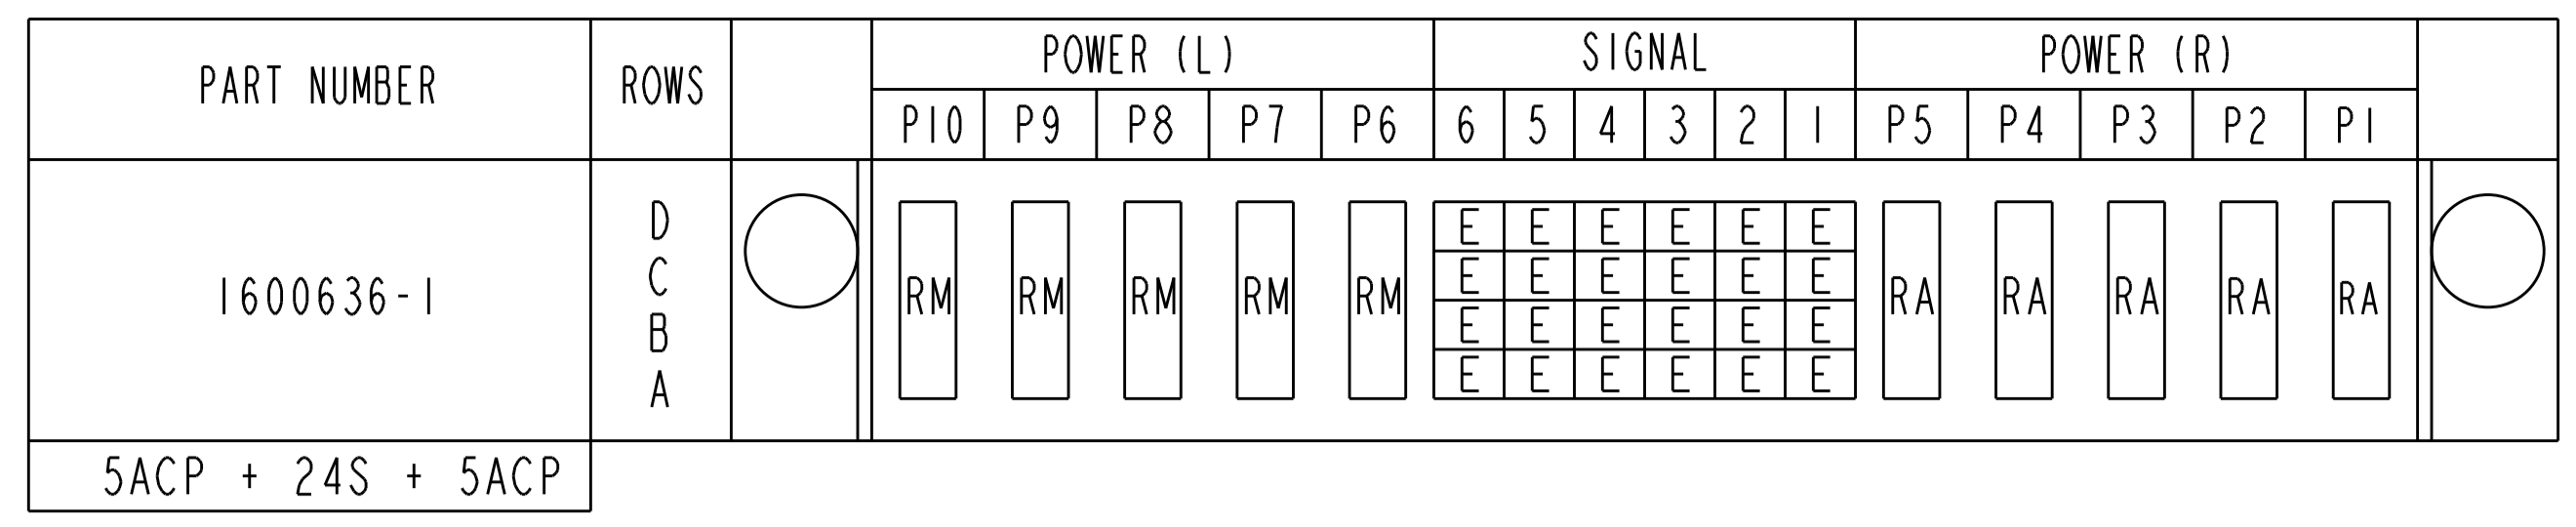 PART NUMBER ROWS POWER (L) SIGNAL POWER (R)
P10 P9 P8 P7 P6 6 5 4 3 2 1 P5 P4 P3 P2 P1
D E E E E E E
C E E E E E E
1600636-1 RM RM RM RM RM RA RA RA RA RA
B E E E E E E
A E E E E E E
5ACP + 24S + 5ACP